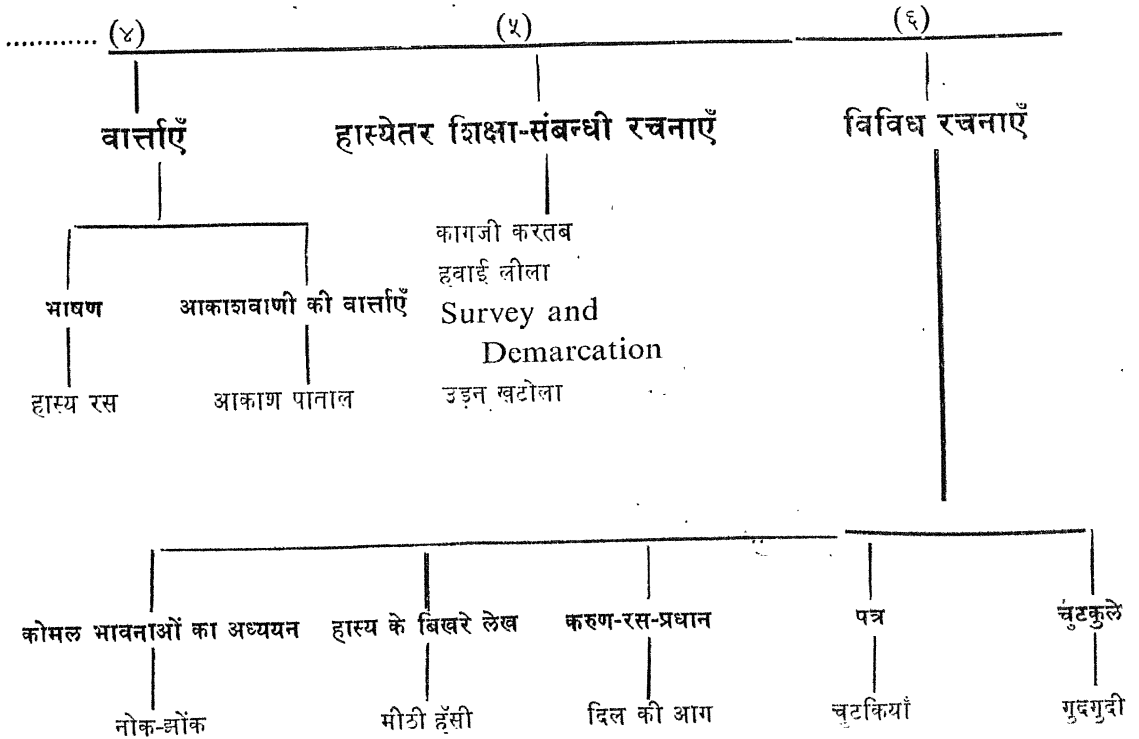 ............ (४) (५) (६)
वार्त्ताएँ हास्येतर शिक्षा-संबन्धी रचनाएँ विविध रचनाएँ
कागजी करतब
हवाई लीला
भाषण आकाशवाणी की वार्त्ताएँ Survey and
Demarcation
हास्य रस आकाश पाताल उड़न खटोला
कोमल भावनाओं का अध्ययन हास्य के बिखरे लेख करुण-रस-प्रधान पत्र चुटकुले
नोक-झोंक मीठी हँसी दिल की आग चुटकियाँ गुदगुदी